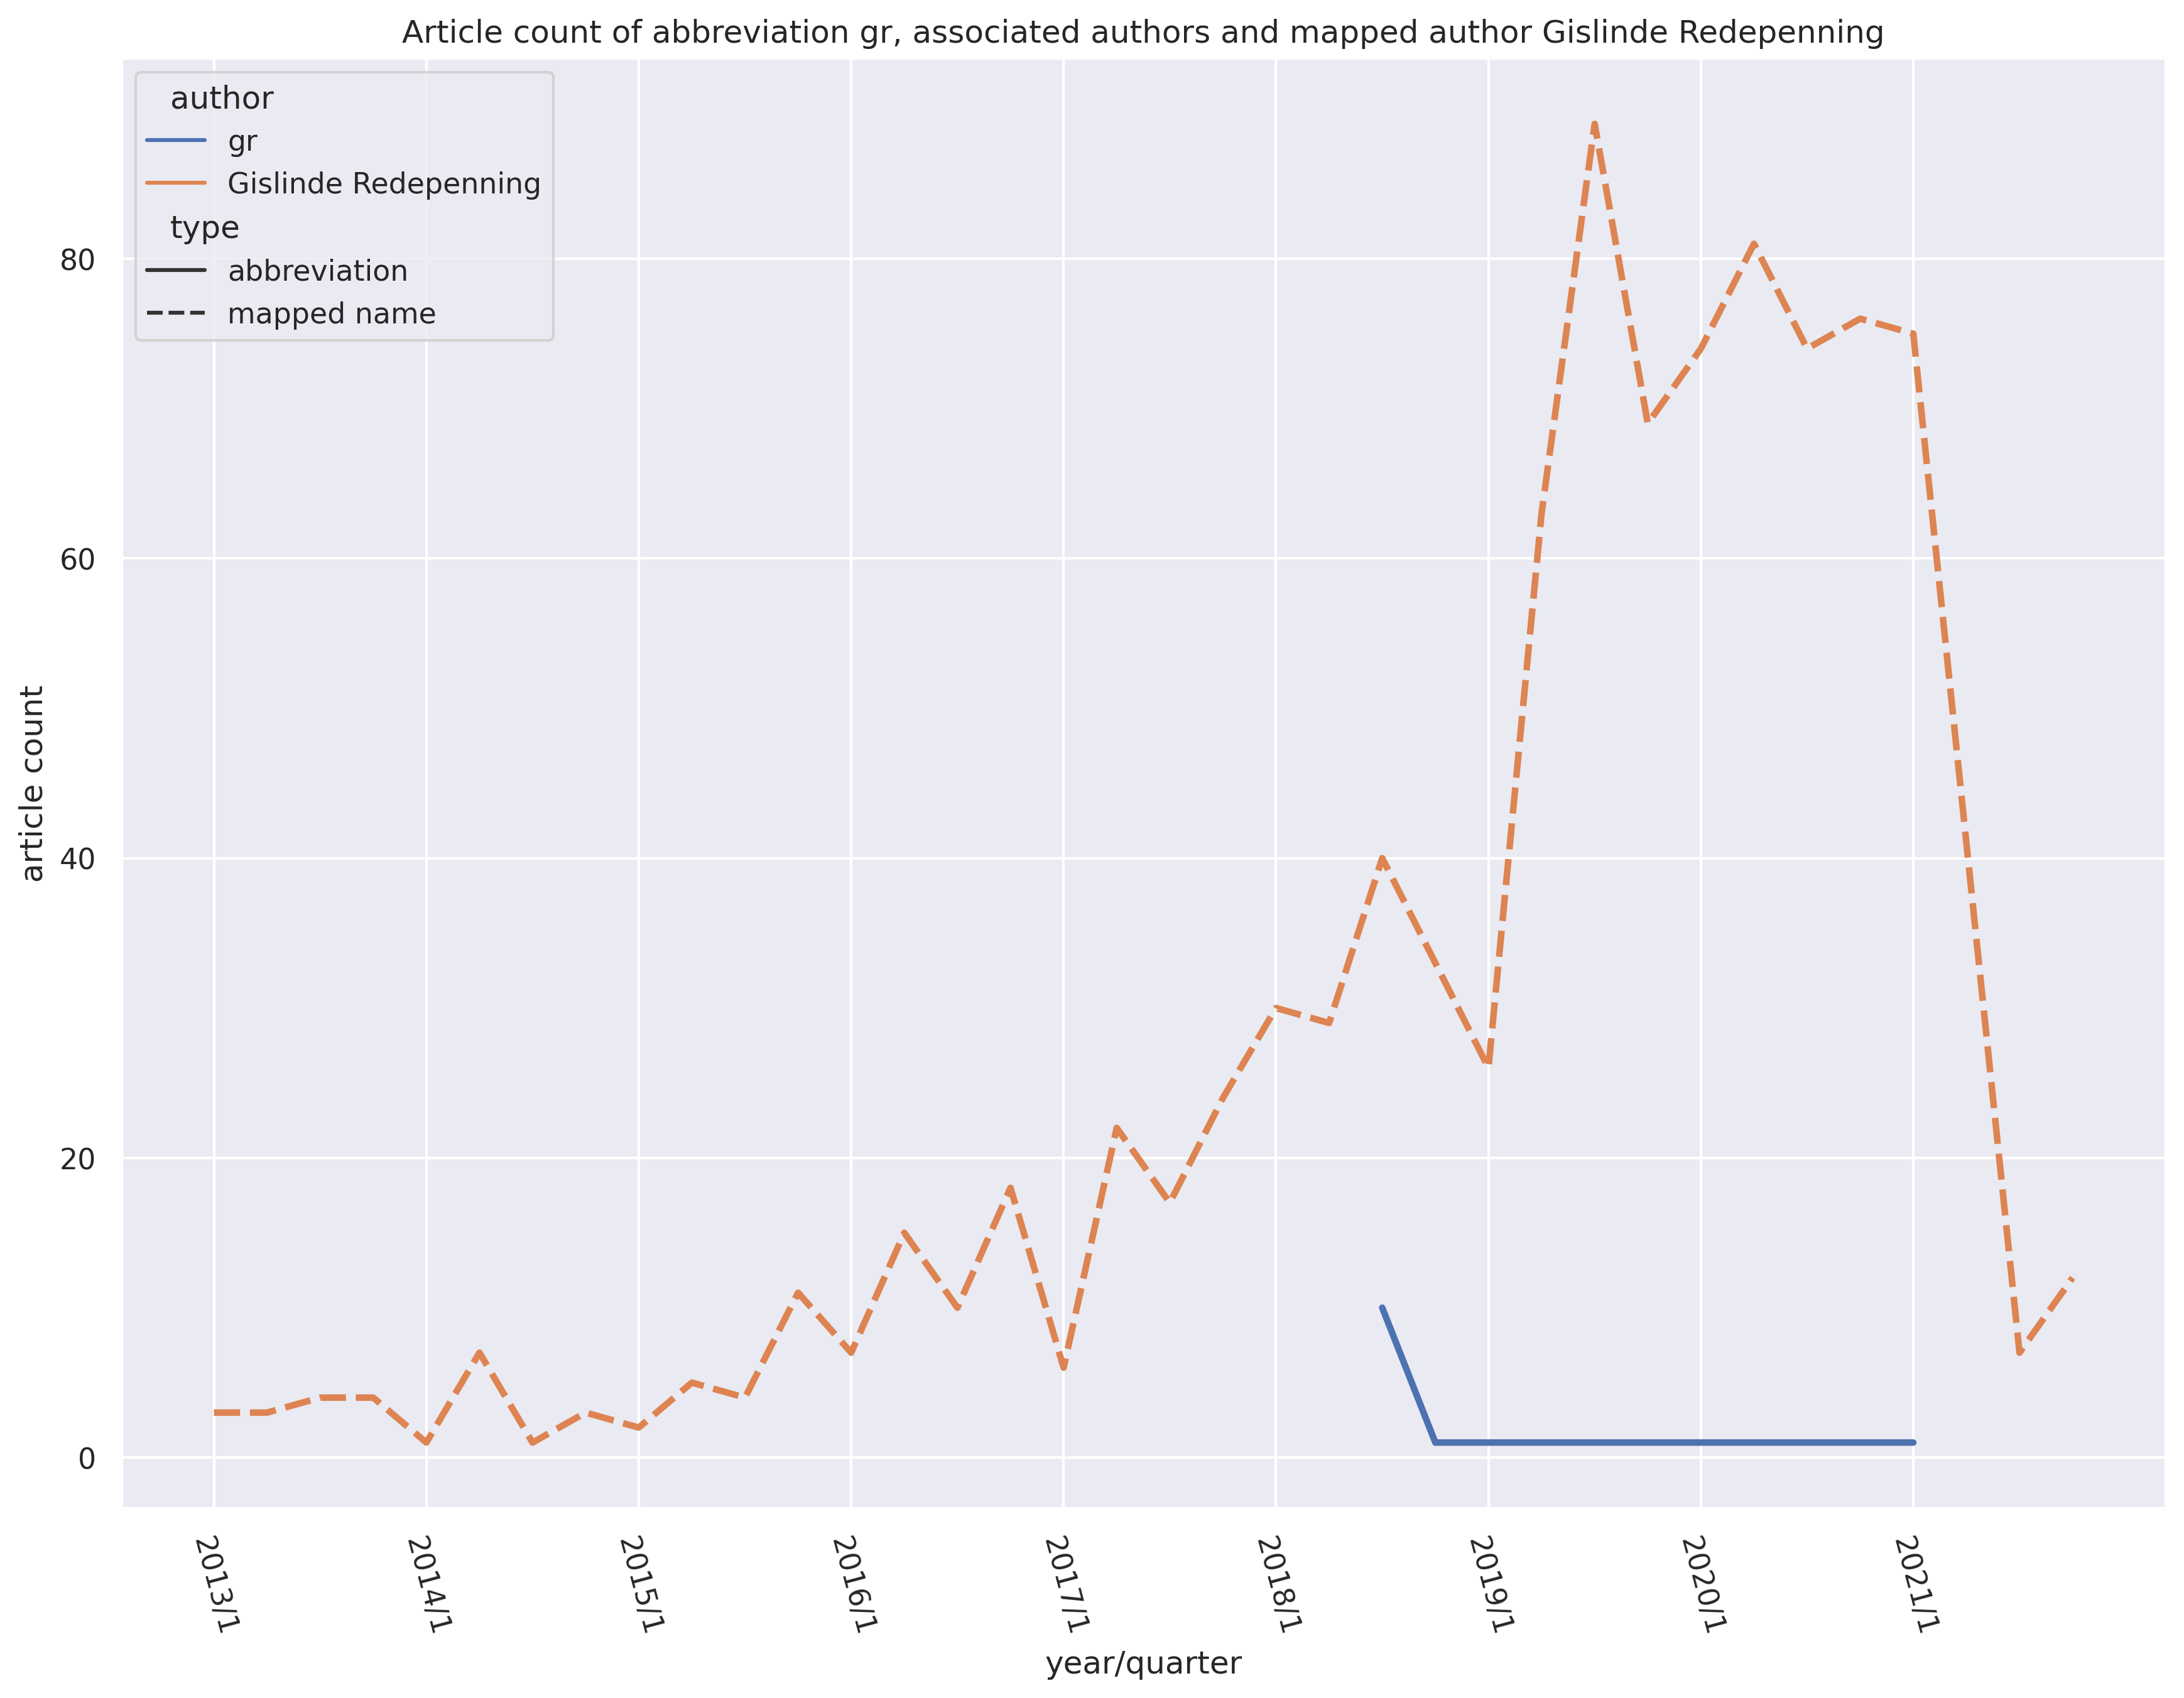 Article count of abbreviation gr, associated authors and mapped author Gislinde Redepenning
author
gr
Gislinde Redepenning
type
abbreviation
mapped name
article count
80
60
40
20
0
2013/1
2014/1
2015/1
2016/1
2017/1
2018/1
2019/1
2020/1
2021/1
year/quarter